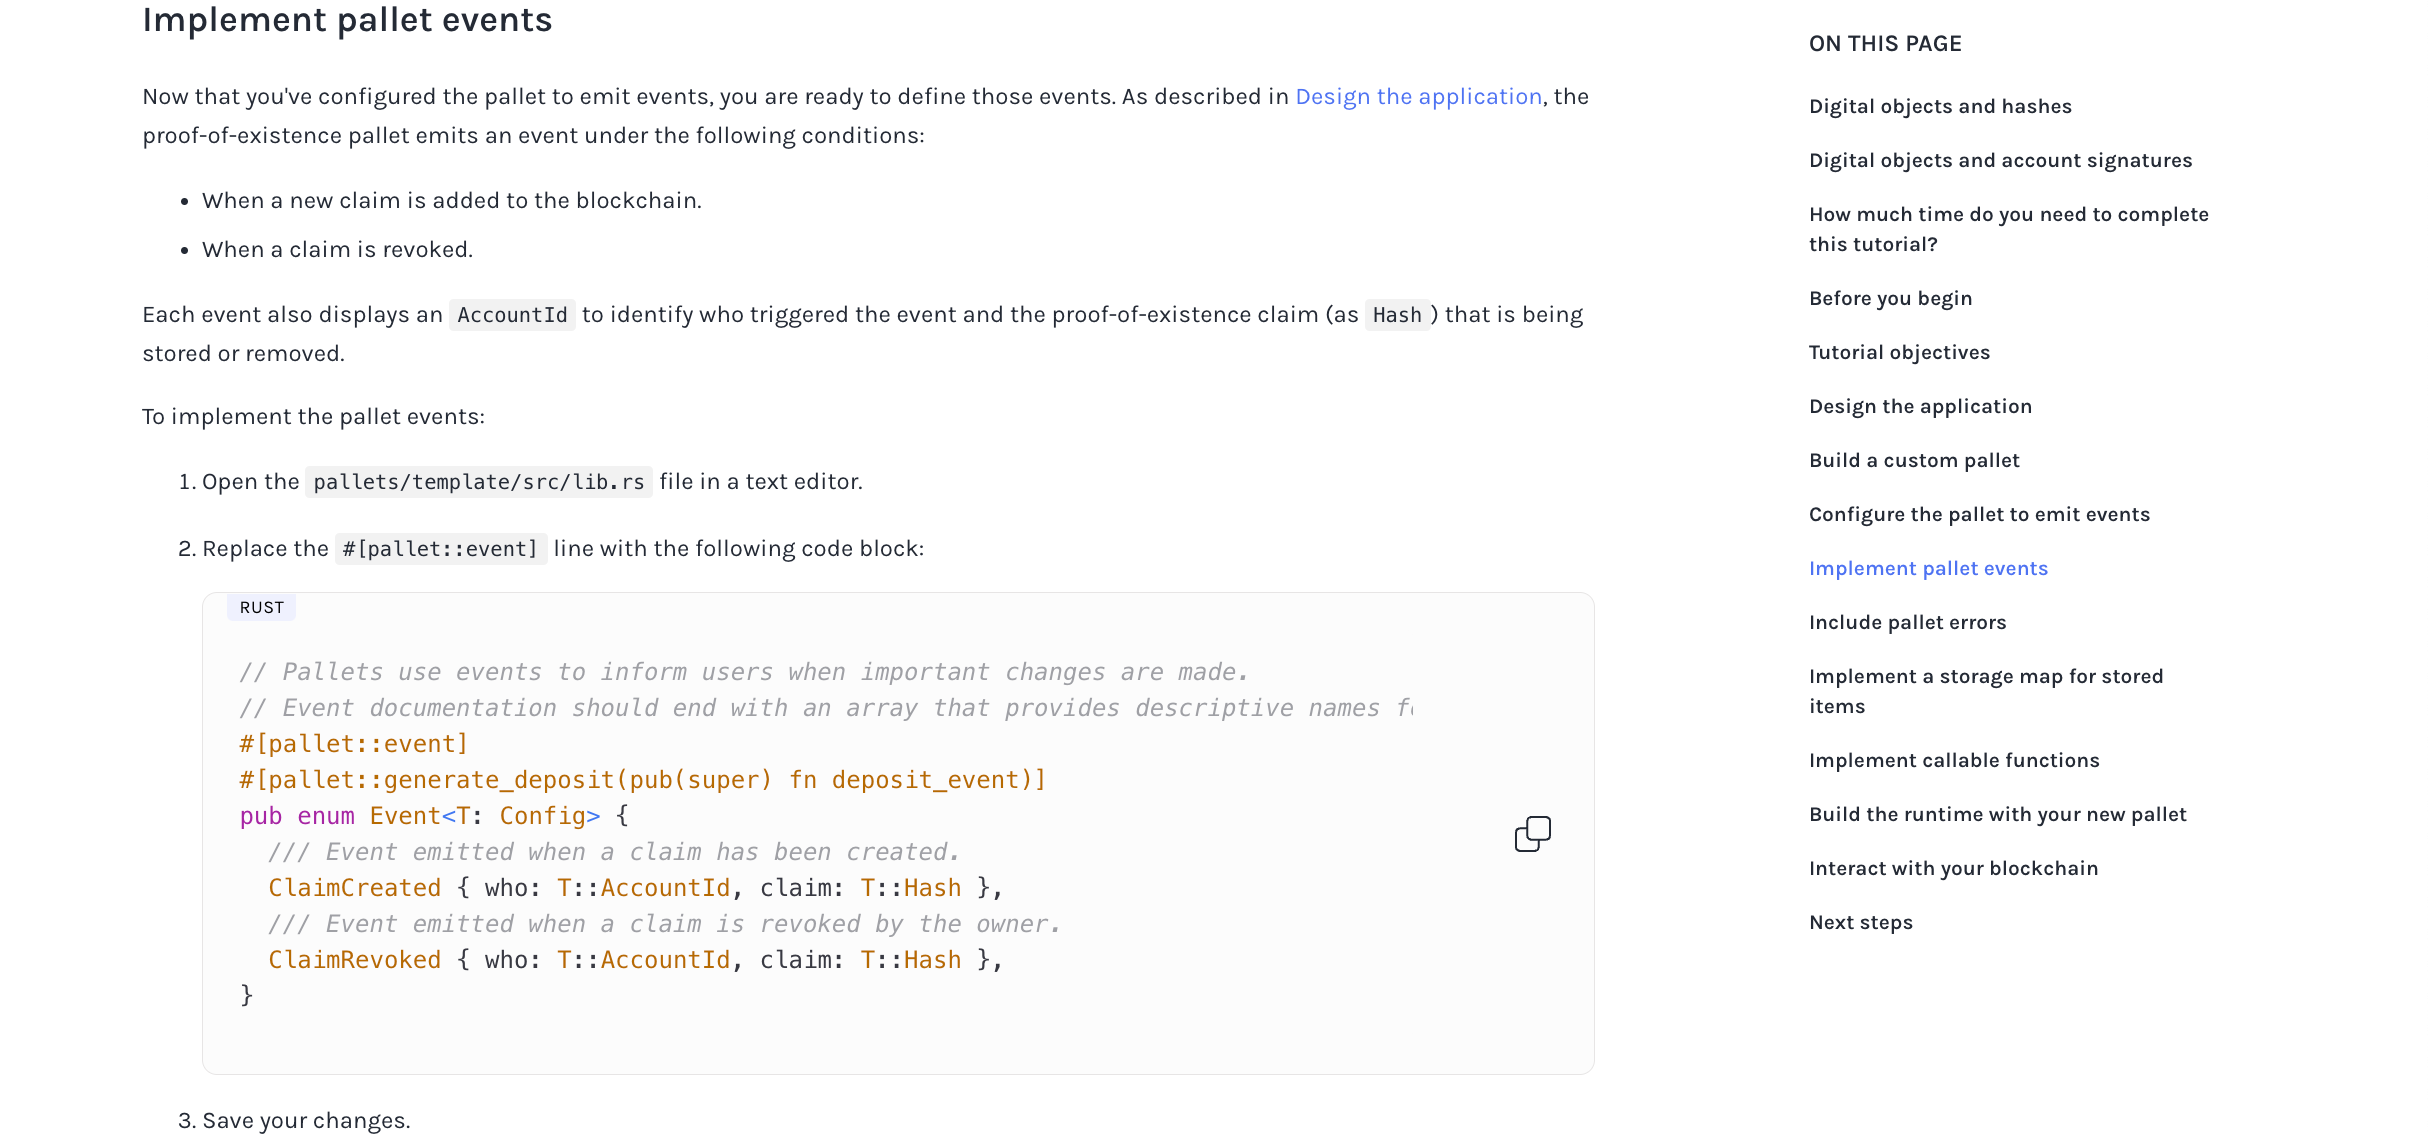 Implement pallet events
Now that you've configured the pallet to emit events, you are ready to define those events. As described in Design the application, the
proof-of-existence pallet emits an event under the following conditions:
• When a new claim is added to the blockchain.
• When a claim is revoked.
Each event also displays an AccountId to identify who triggered the event and the proof-of-existence claim (as Hash) that is being
stored or removed.
To implement the pallet events:
1. Open the pallets/template/src/lib.rs file in a text editor.
2. Replace the #[pallet::event] line with the following code block:
RUST
// Pallets use events to inform users when important changes are made.
// Event documentation should end with an array that provides descriptive names
#[pallet::event]
#[pallet::generate_deposit(pub(super) fn deposit_event)]
pub enum Event<T: Config> {
  /// Event emitted when a claim has been created.
  ClaimCreated { who: T::AccountId, claim: T::Hash },
  /// Event emitted when a claim is revoked by the owner.
  ClaimRevoked { who: T::AccountId, claim: T::Hash },
}
3. Save your changes.
ON THIS PAGE
Digital objects and hashes
Digital objects and account signatures
How much time do you need to complete
this tutorial?
Before you begin
Tutorial objectives
Design the application
Build a custom pallet
Configure the pallet to emit events
Implement pallet events
Include pallet errors
Implement a storage map for stored
items
Implement callable functions
Build the runtime with your new pallet
Interact with your blockchain
Next steps